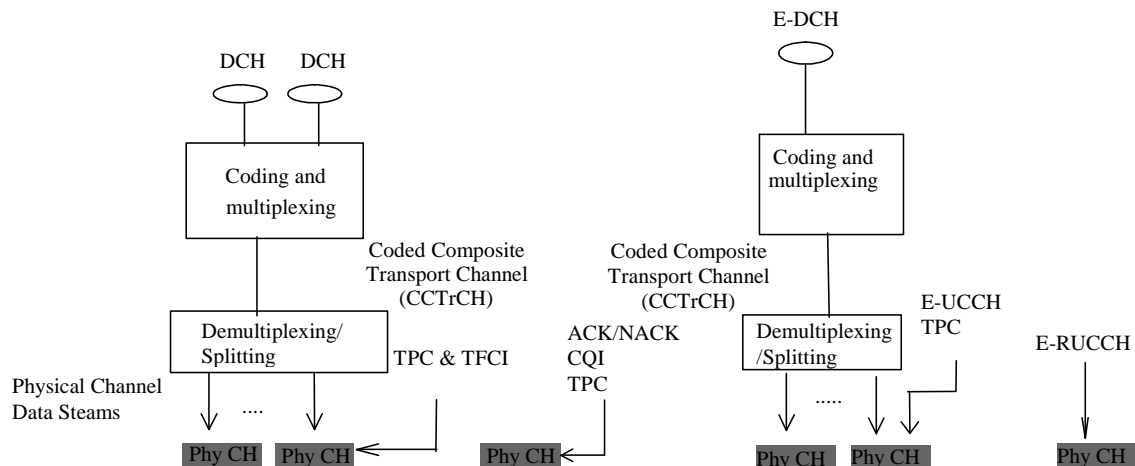 E-DCH
DCH
DCH
Coding and
multiplexing
Coding and
multiplexing
Coded Composite
Transport Channel
(CCTrCH)
Coded Composite
Transport Channel
(CCTrCH)
Demultiplexing/
Splitting
TPC & TFCI
ACK/NACK
CQI
TPC
Demultiplexing
/Splitting
E-UCCH
TPC
E-RUCCH
Physical Channel
Data Steams
....
.....
Phy CH
Phy CH
Phy CH
Phy CH
Phy CH
Phy CH